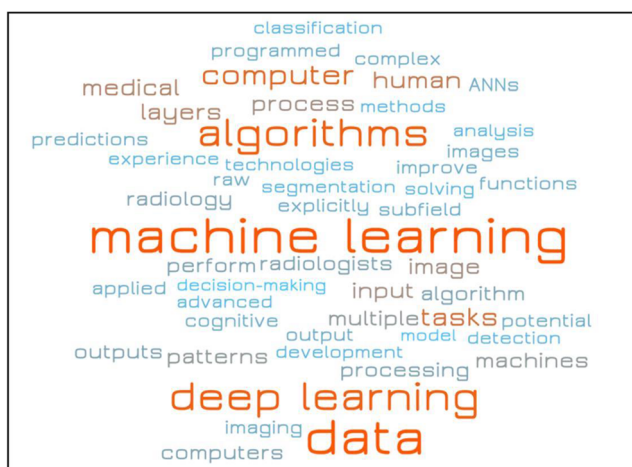 classification
programmed complex
medical computer human ANNs
layers process methods
predictions algorithms analysis
experience technologies improve images
raw segmentation solving functions
radiology explicitly subfield
machine learning
perform radiologists image
applied decision-making input algorithm
advanced
cognitive multiple tasks potential
output model detection
outputs patterns development machines
processing
deep learning
imaging data
computers